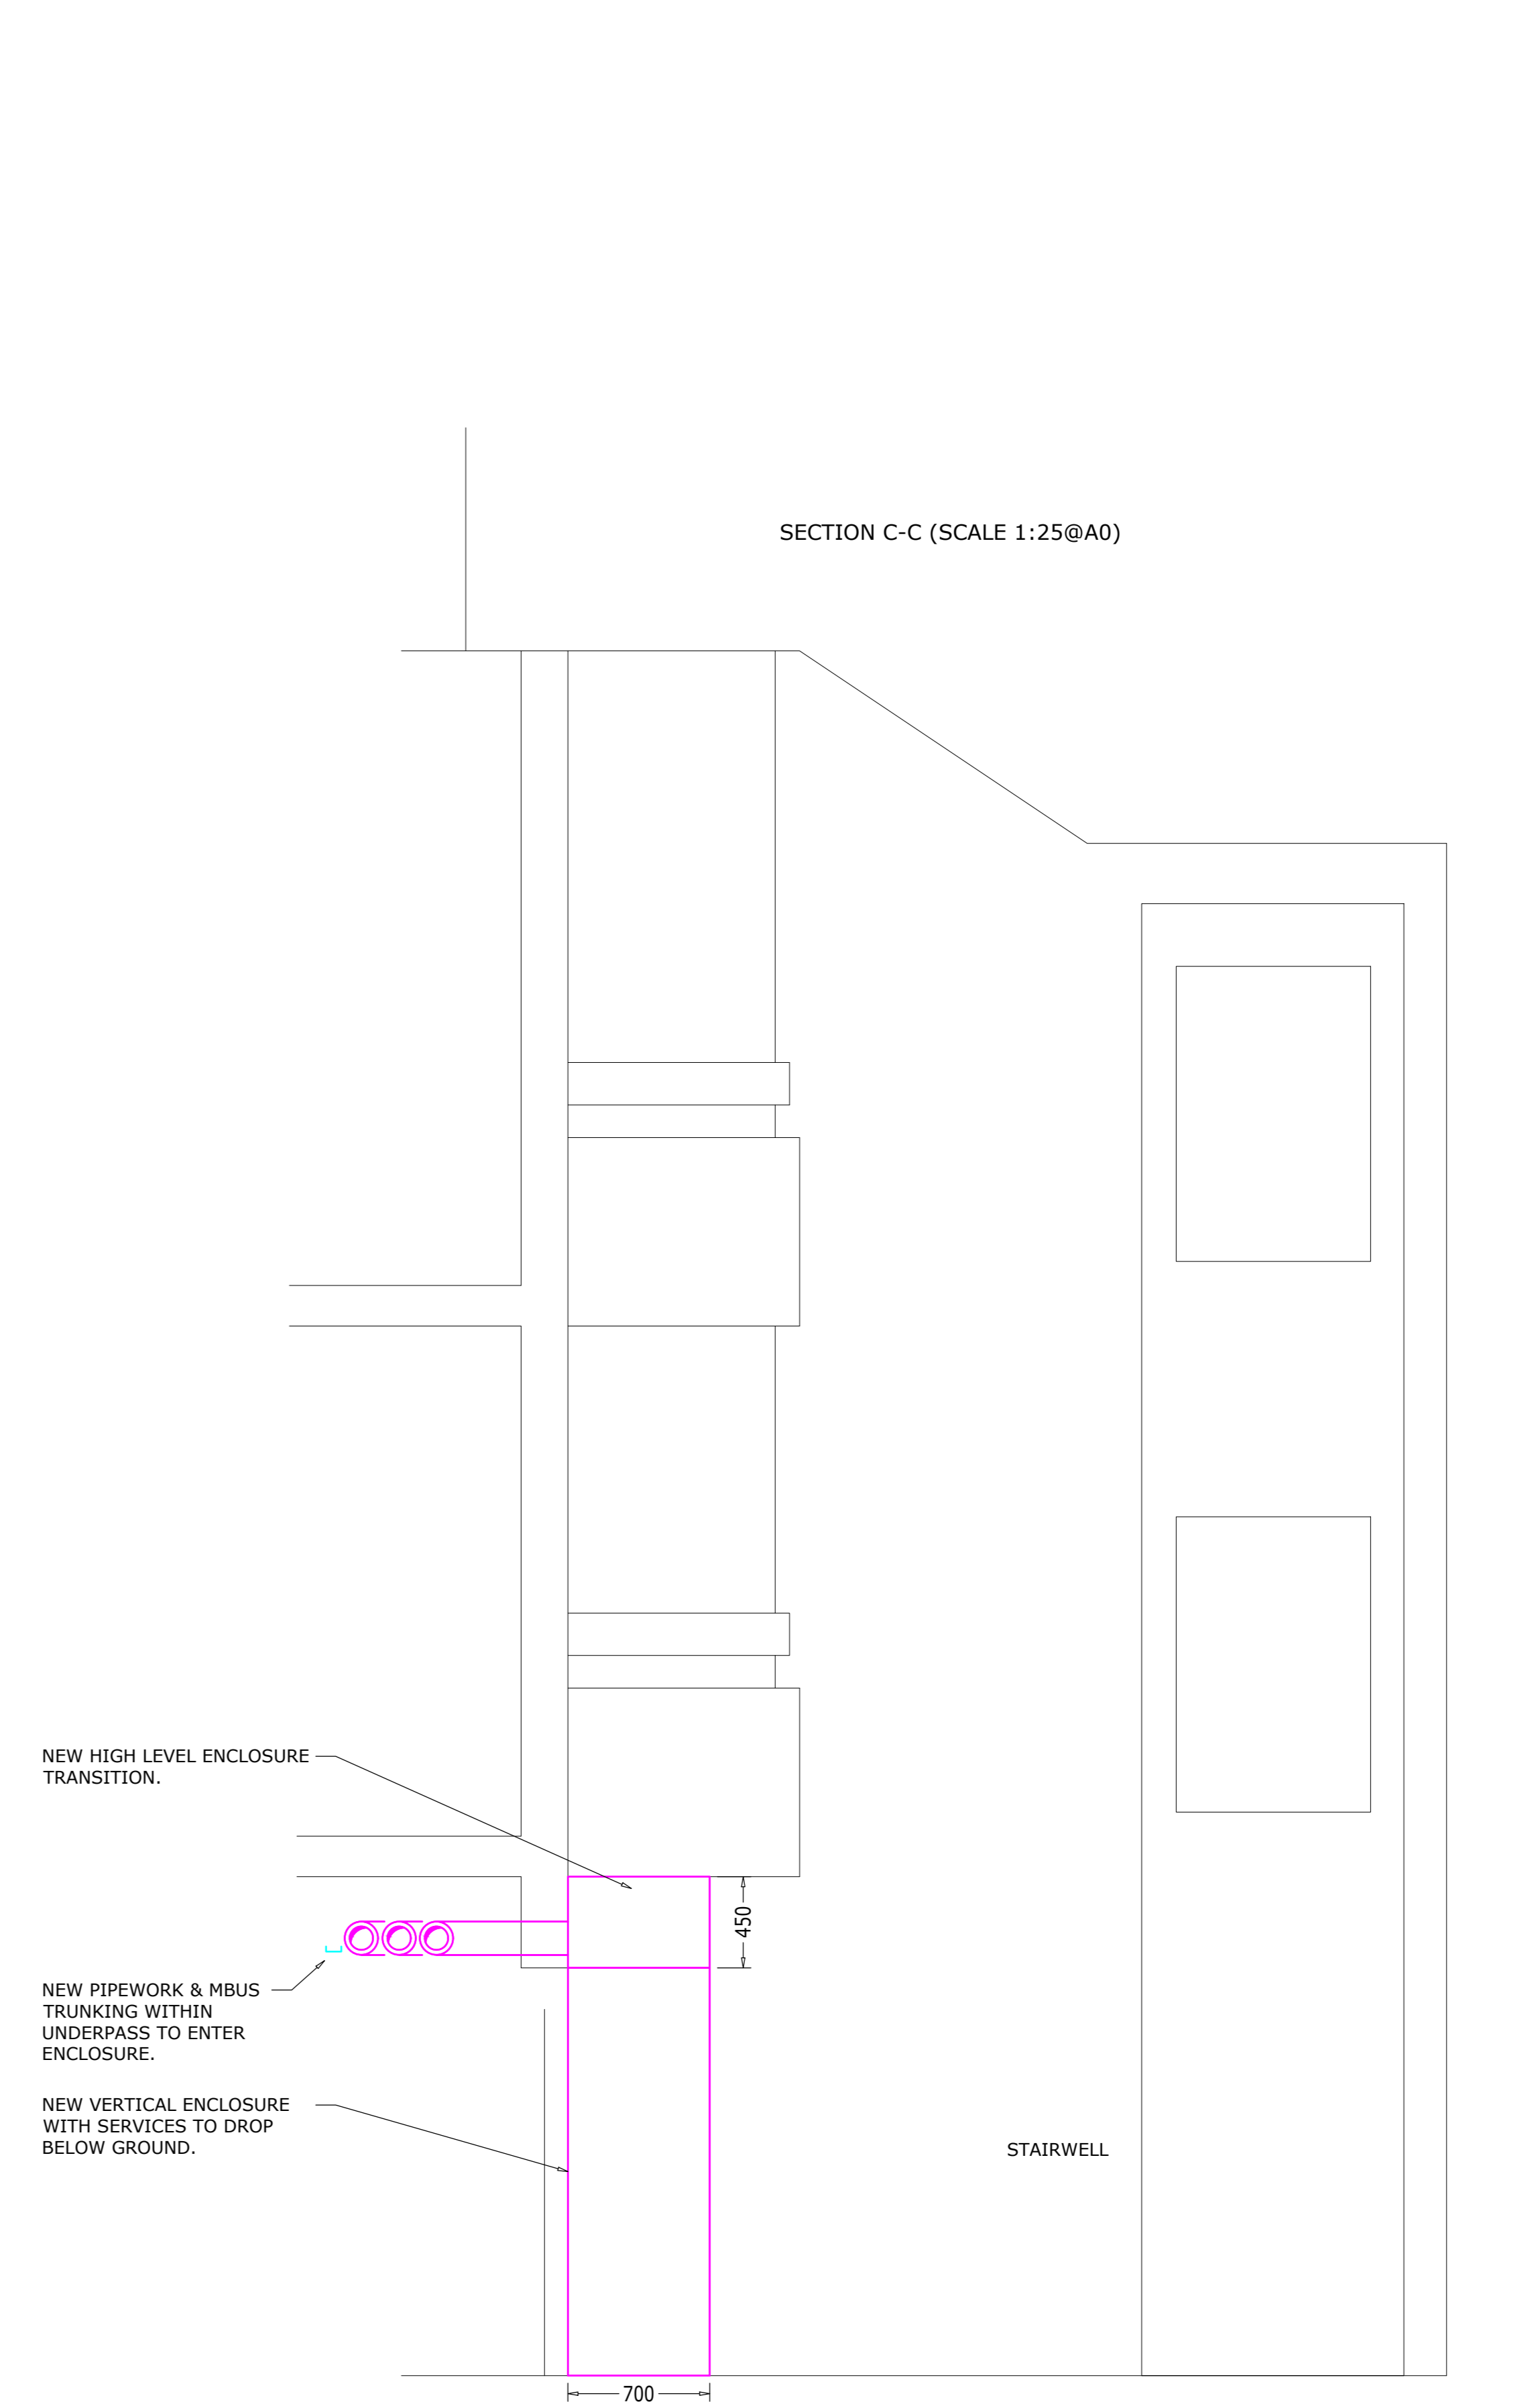 SECTION C-C (SCALE 1:25@A0)
NEW HIGH LEVEL ENCLOSURE
TRANSITION.
450
NEW PIPEWORK & MBUS
TRUNKING WITHIN
UNDERPASS TO ENTER
ENCLOSURE.
NEW VERTICAL ENCLOSURE
WITH SERVICES TO DROP
BELOW GROUND.
STAIRWELL
700